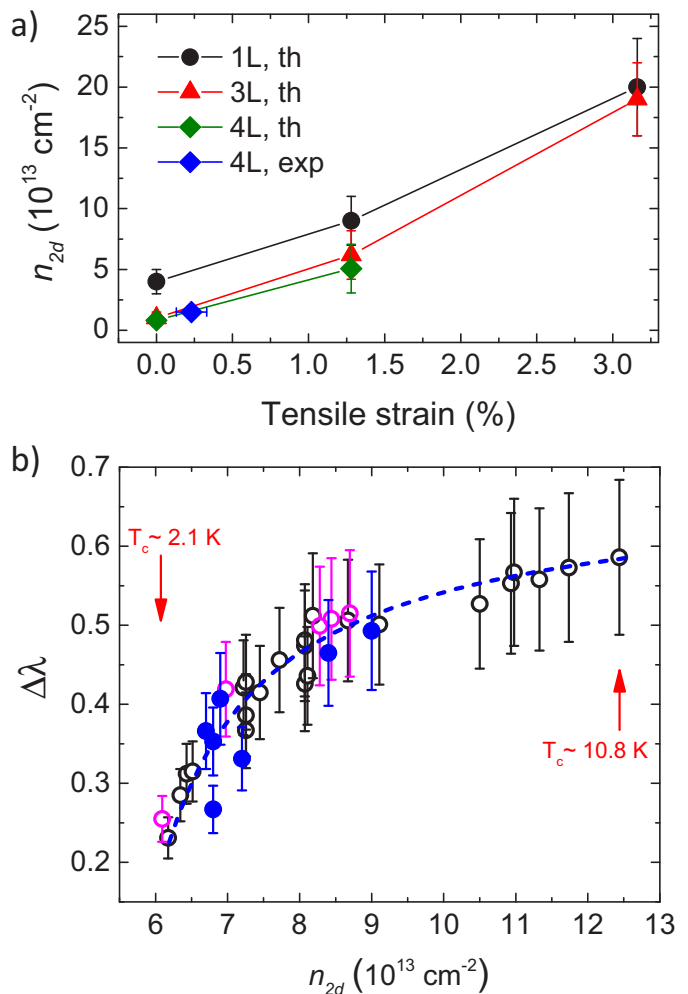 a)
25
20
15
10
5
0
n2d (10^13 cm^-2)
1L, th
3L, th
4L, th
4L, exp
0.0 0.5 1.0 1.5 2.0 2.5 3.0
Tensile strain (%)
b)
0.7
0.6
0.5
0.4
0.3
0.2
Δλ
Tc~ 2.1 K
Tc~ 10.8 K
6 7 8 9 10 11 12 13
n2d (10^13 cm^-2)